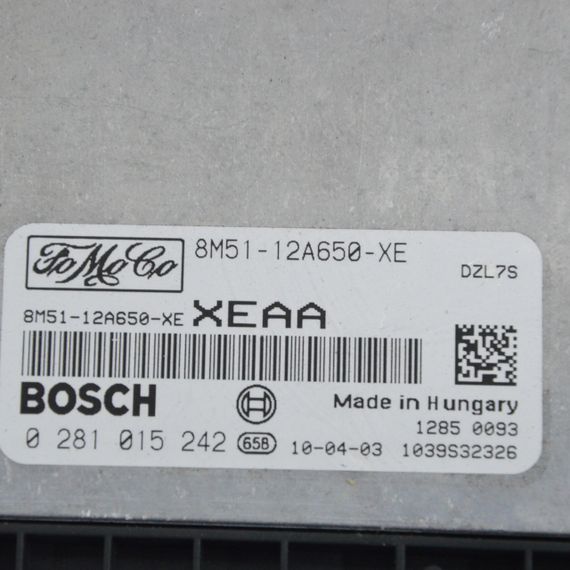 FoMoCo 8M51-12A650-XE
DZL7S
8M51-12A650-XE XEAA
BOSCH Made in Hungary
1285 0093
0 281 015 242 65B 10-04-03 1039S32326